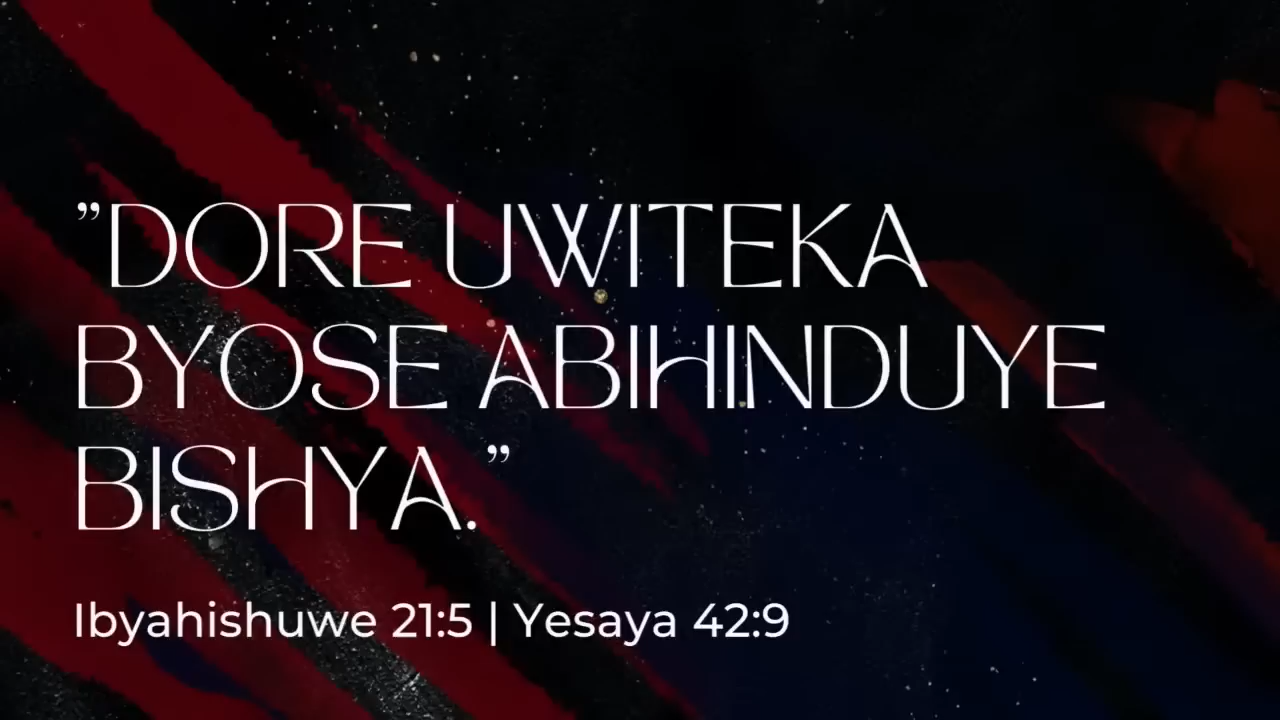 ”DORE UWITEKA
BYOSE ABIHINDUYE
BISHYA.”
Ibyahishuwe 21:5 | Yesaya 42:9